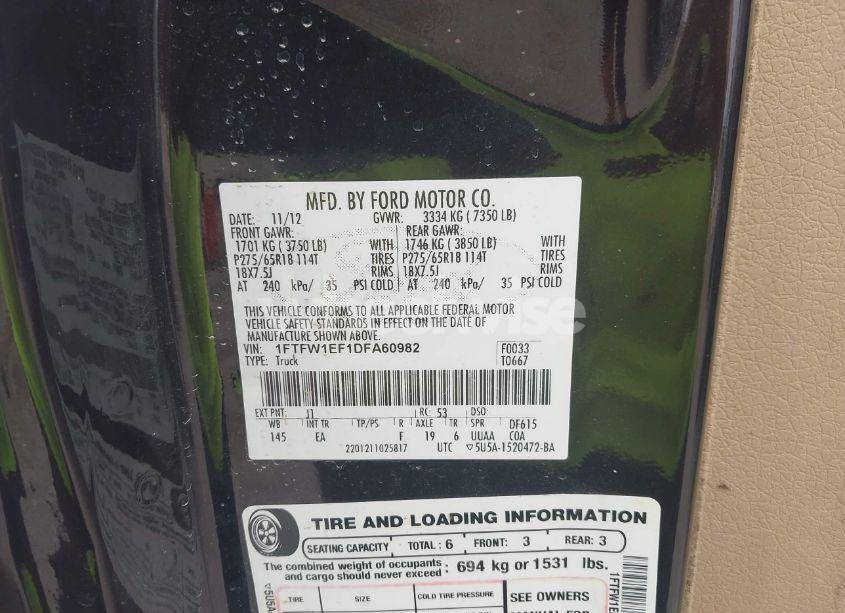 MFD. BY FORD MOTOR CO.
DATE: 11/12 GVWR: 3334 KG ( 7350 LB)
FRONT GAWR: REAR GAWR:
1701 KG ( 3750 LB) WITH 1746 KG ( 3850 LB) WITH
P275/65R18 114T TIRES P275/65R18 114T TIRES
18X7.5J RIMS 18X7.5J RIMS
AT 240 kPa/ 35 PSI COLD AT 240 kPa/ 35 PSI COLD
THIS VEHICLE CONFORMS TO ALL APPLICABLE FEDERAL MOTOR
VEHICLE SAFETY STANDARDS IN EFFECT ON THE DATE OF
MANUFACTURE SHOWN ABOVE.
VIN: 1FTFW1EF1DFA60982 F0033
TYPE: Truck T0667
EXT PNT: J1 RC: 53 DSO:
WB INT TR TP/PS R AXLE TR SPR DF615
145 EA F 19 6 UUAA COA
2201211025817 UTC ▽5U5A-1520472-BA
TIRE AND LOADING INFORMATION
SEATING CAPACITY TOTAL : 6 FRONT: 3 REAR: 3
The combined weight of occupants and cargo should never exceed : 694 kg or 1531 lbs.
TIRE SIZE COLD TIRE PRESSURE SEE OWNERS
MANUAL FOR